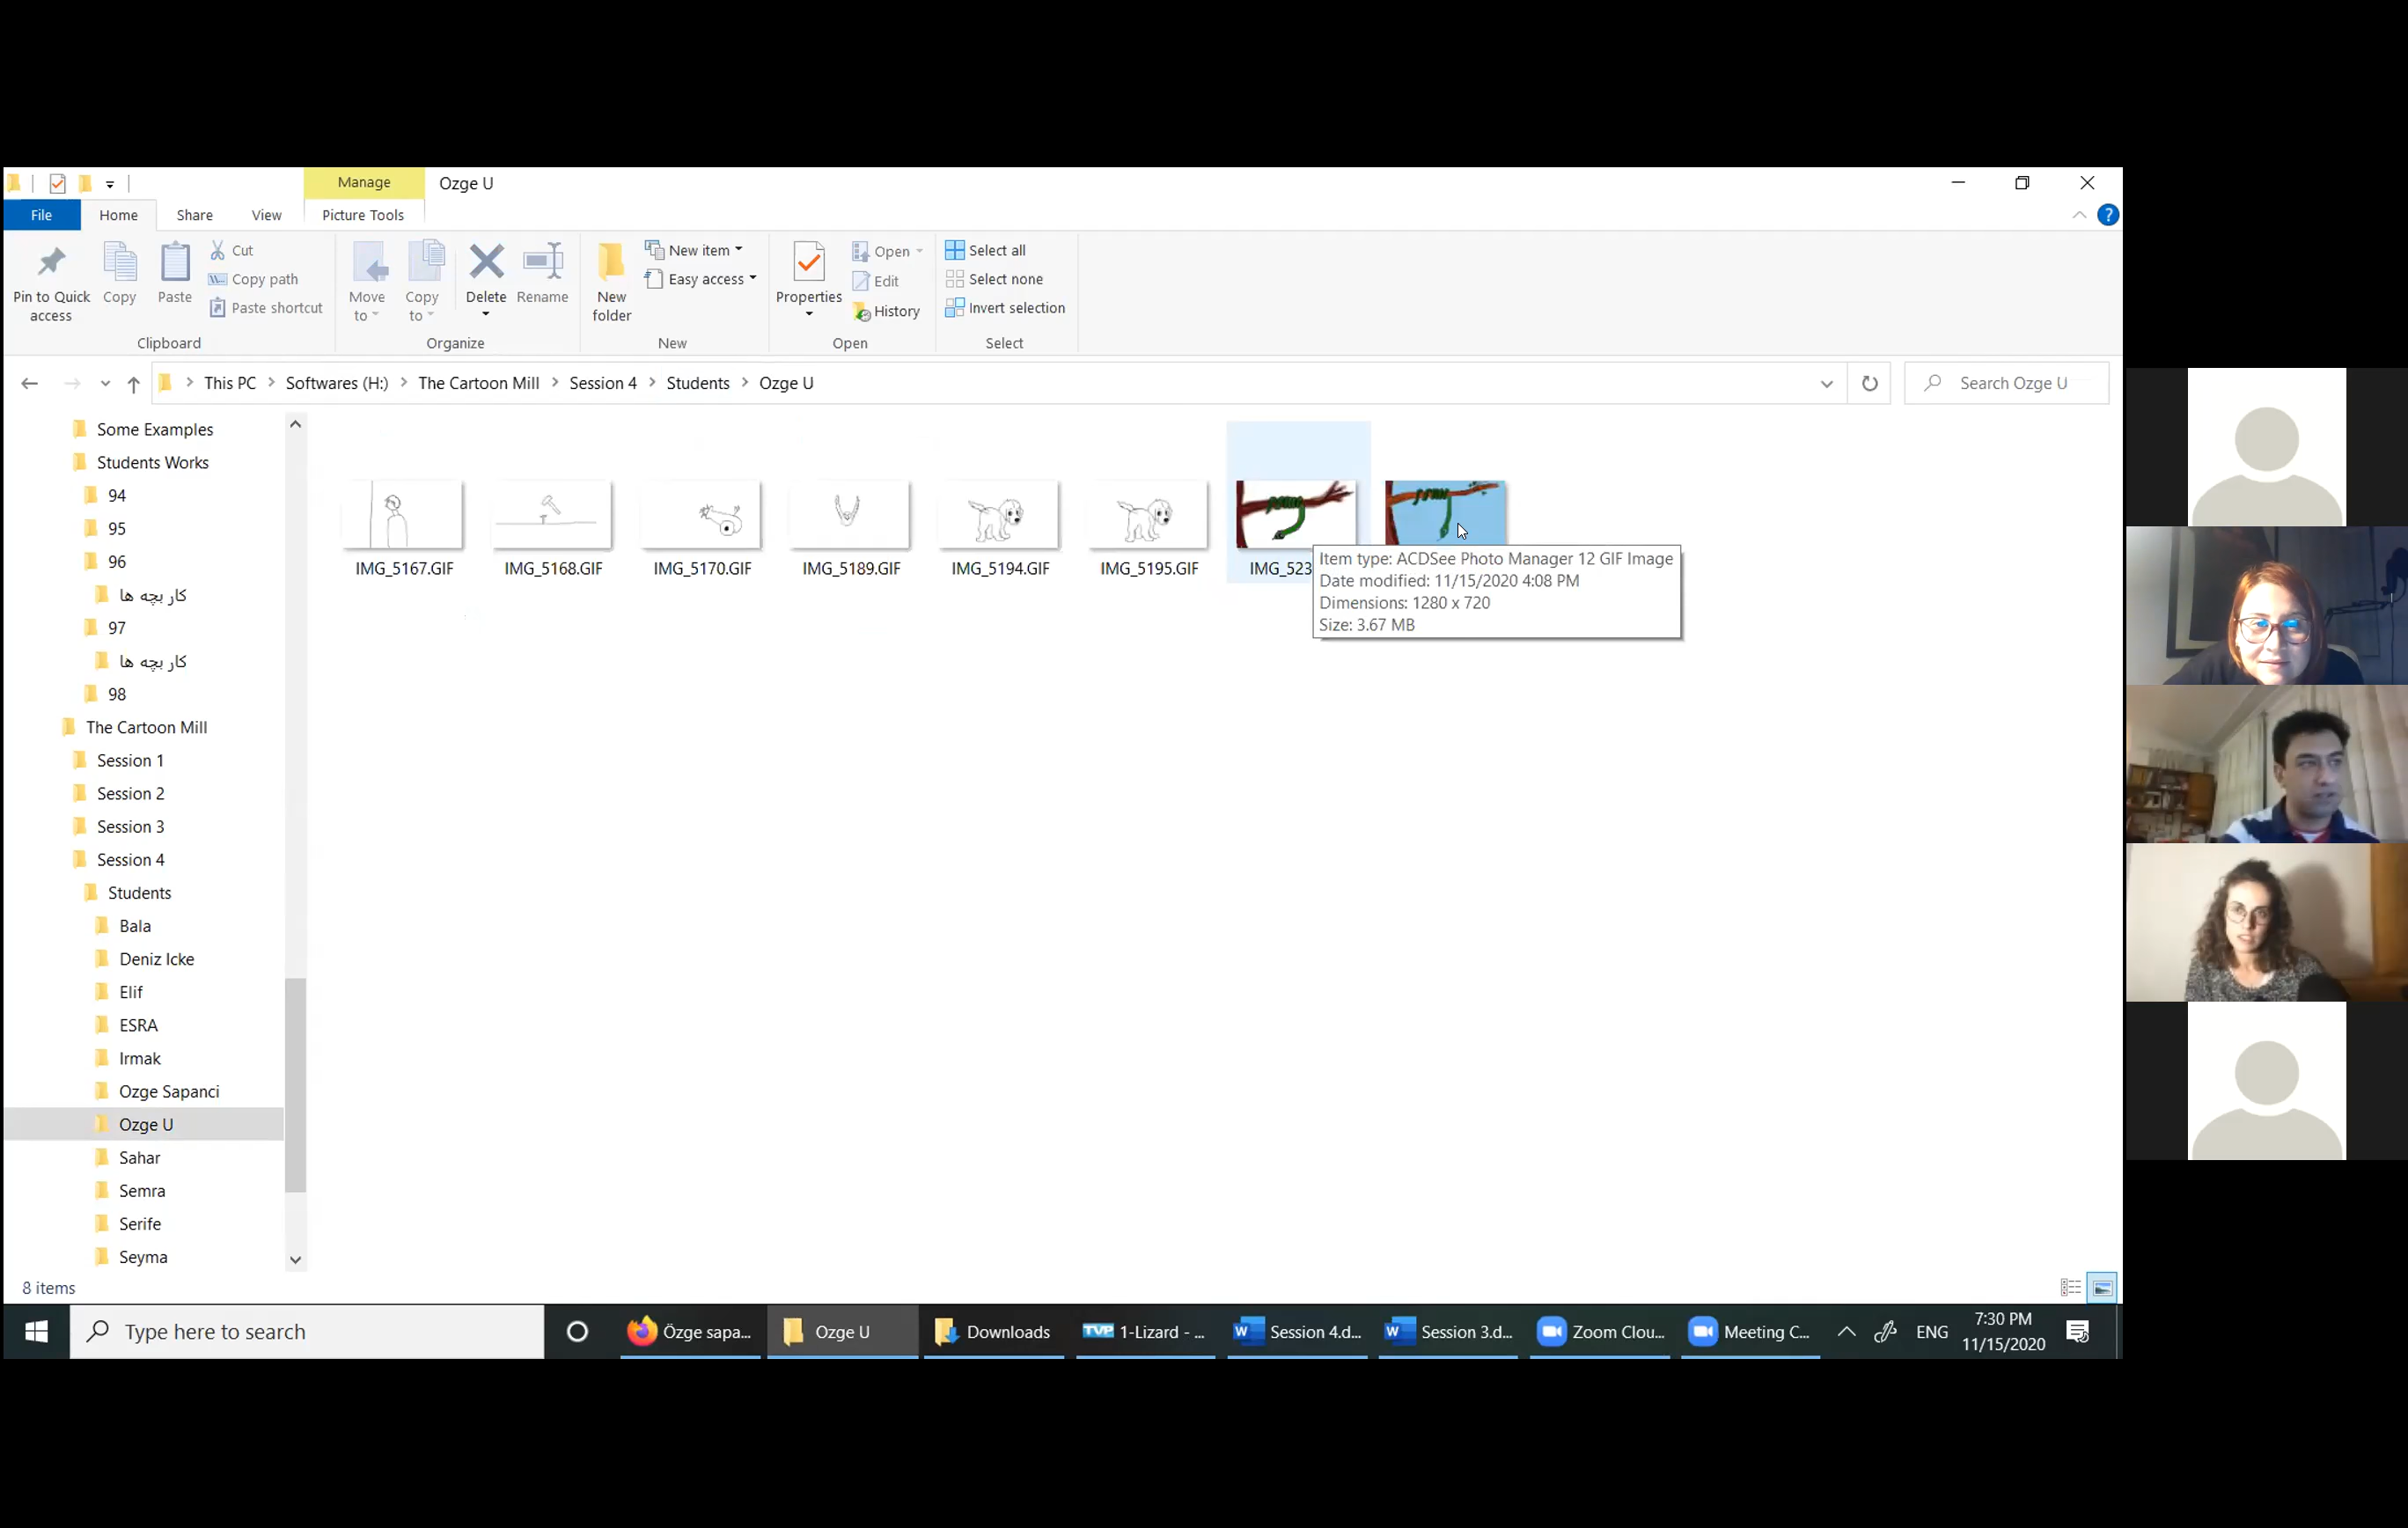 Manage
Ozge U
File
Home
Share
View
Picture Tools
Pin to Quick access
Copy
Paste
Cut
Copy path
Paste shortcut
Clipboard
Move to
Copy to
Delete
Rename
Organize
New folder
New item
Easy access
New
Properties
Open
Edit
History
Open
Select all
Select none
Invert selection
Select
This PC > Softwares (H:) > The Cartoon Mill > Session 4 > Students > Ozge U
Search Ozge U
Some Examples
Students Works
94
95
96
کار بچه ها
97
کار بچه ها
98
The Cartoon Mill
Session 1
Session 2
Session 3
Session 4
Students
Bala
Deniz Icke
Elif
ESRA
Irmak
Ozge Sapanci
Ozge U
Sahar
Semra
Serife
Seyma
IMG_5167.GIF
IMG_5168.GIF
IMG_5170.GIF
IMG_5189.GIF
IMG_5194.GIF
IMG_5195.GIF
IMG_523
Item type: ACDSee Photo Manager 12 GIF Image
Date modified: 11/15/2020 4:08 PM
Dimensions: 1280 x 720
Size: 3.67 MB
8 items
Type here to search
Özge sapa...
Ozge U
Downloads
TVP 1-Lizard - ...
Session 4.d...
Session 3.d...
Zoom Clou...
Meeting C...
ENG
7:30 PM
11/15/2020